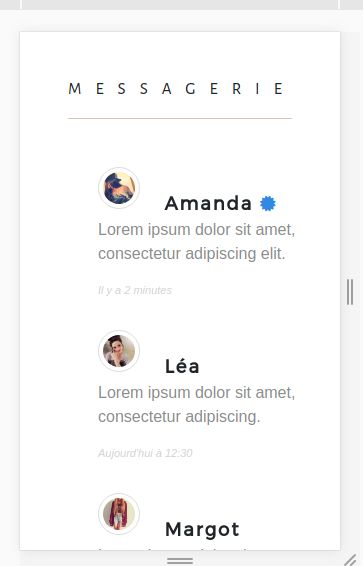 MESSAGERIE
Amanda
Lorem ipsum dolor sit amet,
consectetur adipiscing elit.
Il y a 2 minutes
Léa
Lorem ipsum dolor sit amet,
consectetur adipiscing.
Aujourd'hui à 12:30
Margot